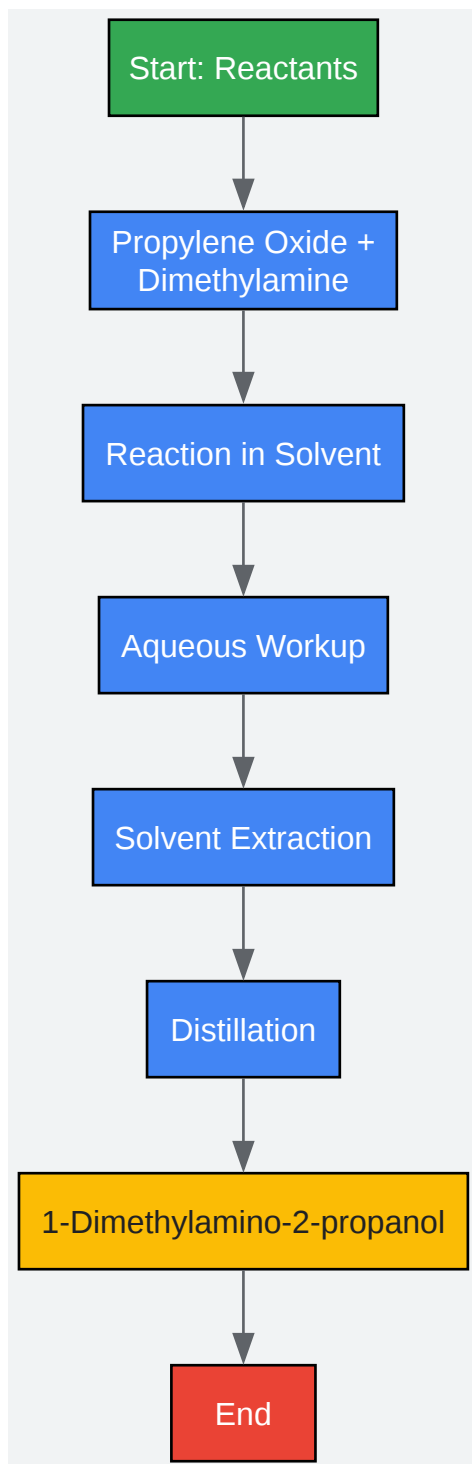 Start: Reactants
Propylene Oxide +
Dimethylamine
Reaction in Solvent
Aqueous Workup
Solvent Extraction
Distillation
1-Dimethylamino-2-propanol
End